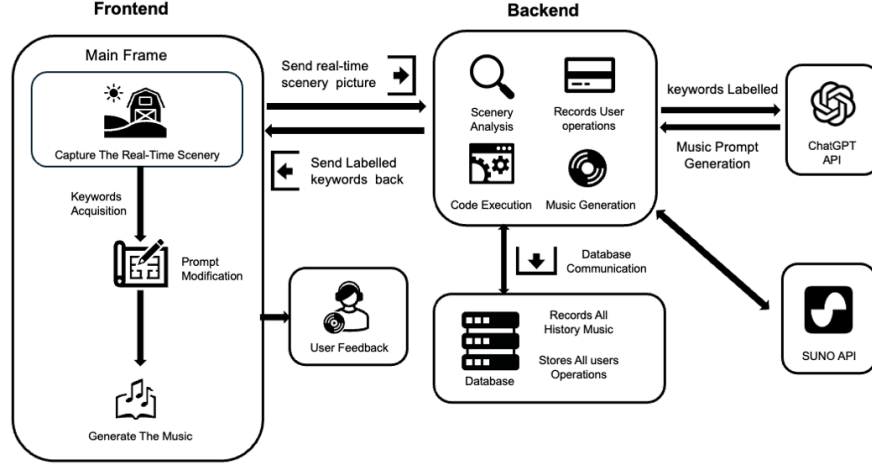 Frontend
Backend
Main Frame
Capture The Real-Time Scenery
Keywords
Acquisition
Prompt
Modification
Generate The Music
Send real-time
scenery picture
Send Labelled
keywords back
User Feedback
Scenery
Analysis
Records User
operations
Code Execution
Music Generation
Database
Communication
Records All
History Music
Stores All users
Operations
Database
keywords Labelled
Music Prompt
Generation
ChatGPT
API
SUNO API